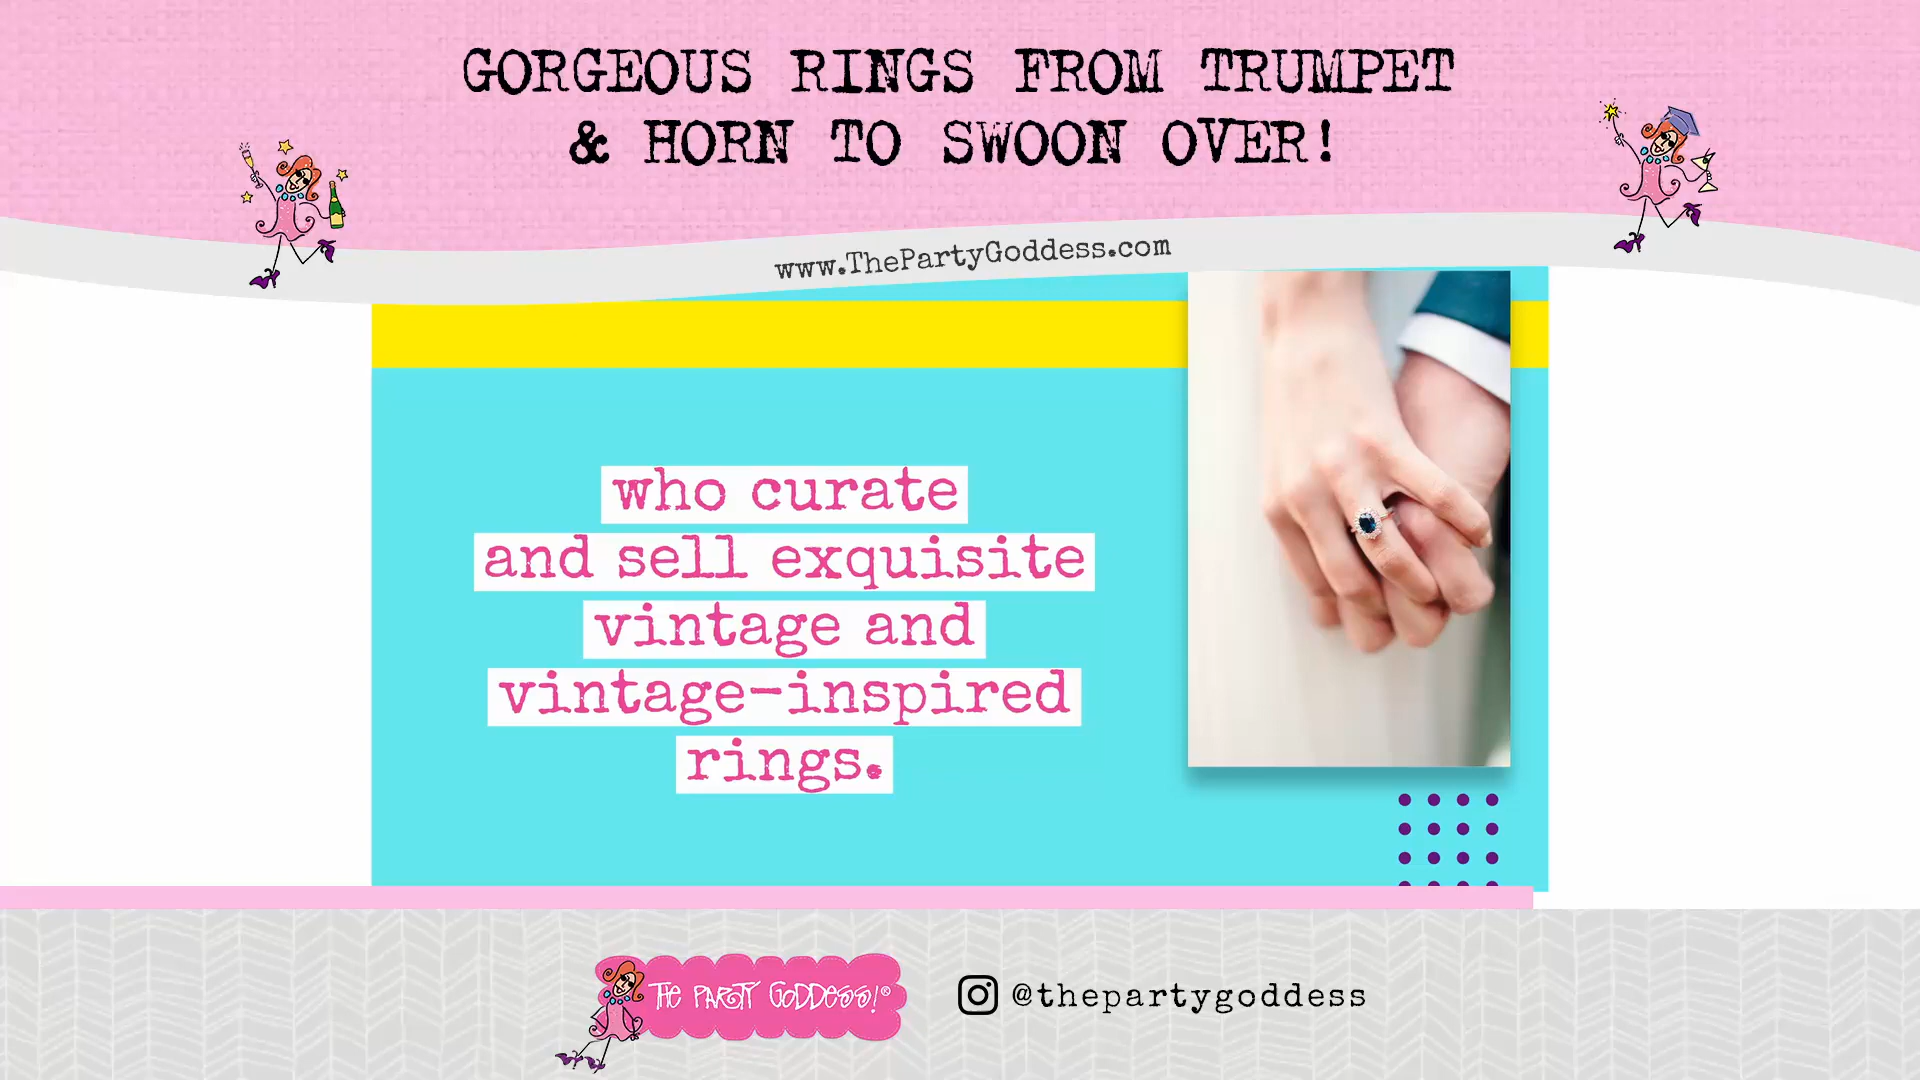 GORGEOUS RINGS FROM TRUMPET
& HORN TO SWOON OVER!
www.ThePartyGoddess.com
who curate
and sell exquisite
vintage and
vintage-inspired
rings.
THE PARTY GODDESS!®
@thepartygoddess